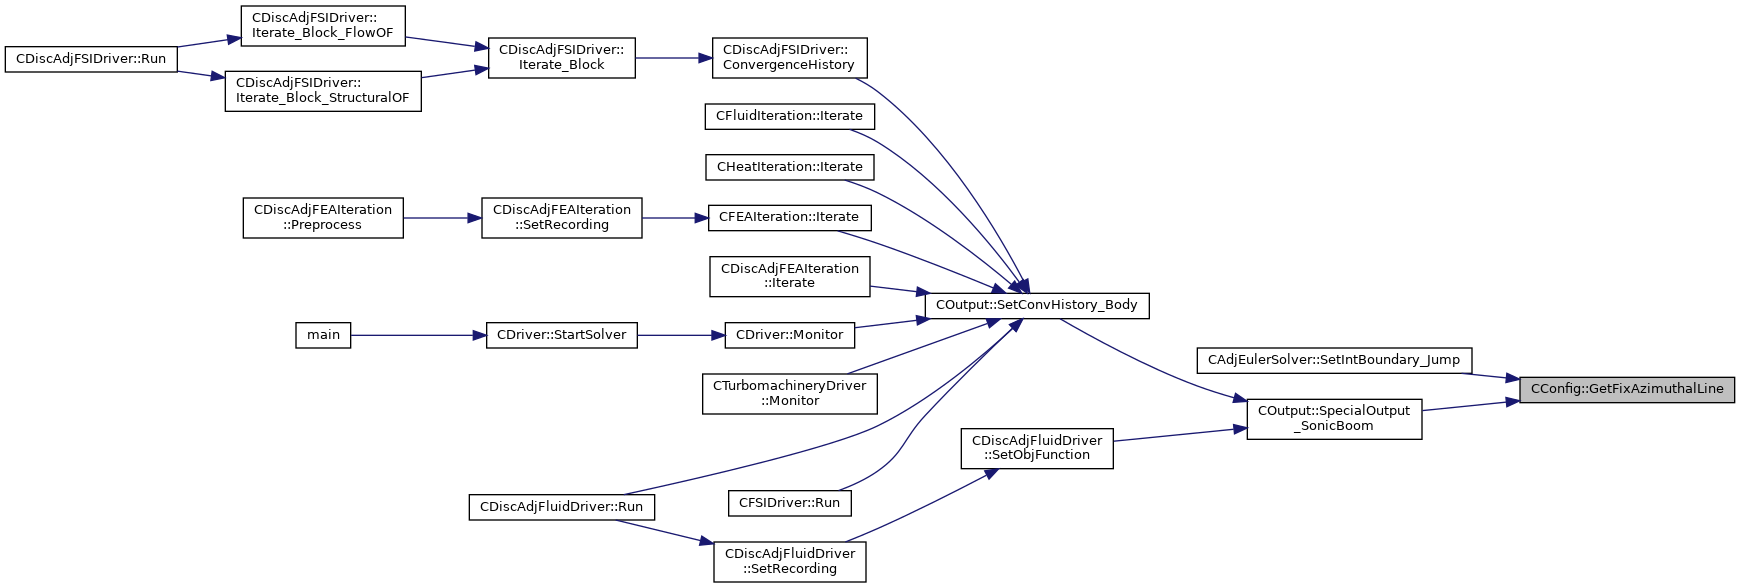 CDiscAdjFSIDriver::Run
CDiscAdjFSIDriver::
Iterate_Block_FlowOF
CDiscAdjFSIDriver::
Iterate_Block_StructuralOF
CDiscAdjFSIDriver::
Iterate_Block
CDiscAdjFSIDriver::
ConvergenceHistory
CFluidIteration::Iterate
CHeatIteration::Iterate
CDiscAdjFEAIteration
::Preprocess
CDiscAdjFEAIteration
::SetRecording
CFEAIteration::Iterate
CDiscAdjFEAIteration
::Iterate
main
CDriver::StartSolver
CDriver::Monitor
CTurbomachineryDriver
::Monitor
COutput::SetConvHistory_Body
CAdjEulerSolver::SetIntBoundary_Jump
CConfig::GetFixAzimuthalLine
COutput::SpecialOutput
_SonicBoom
CDiscAdjFluidDriver
::SetObjFunction
CFSIDriver::Run
CDiscAdjFluidDriver::Run
CDiscAdjFluidDriver
::SetRecording